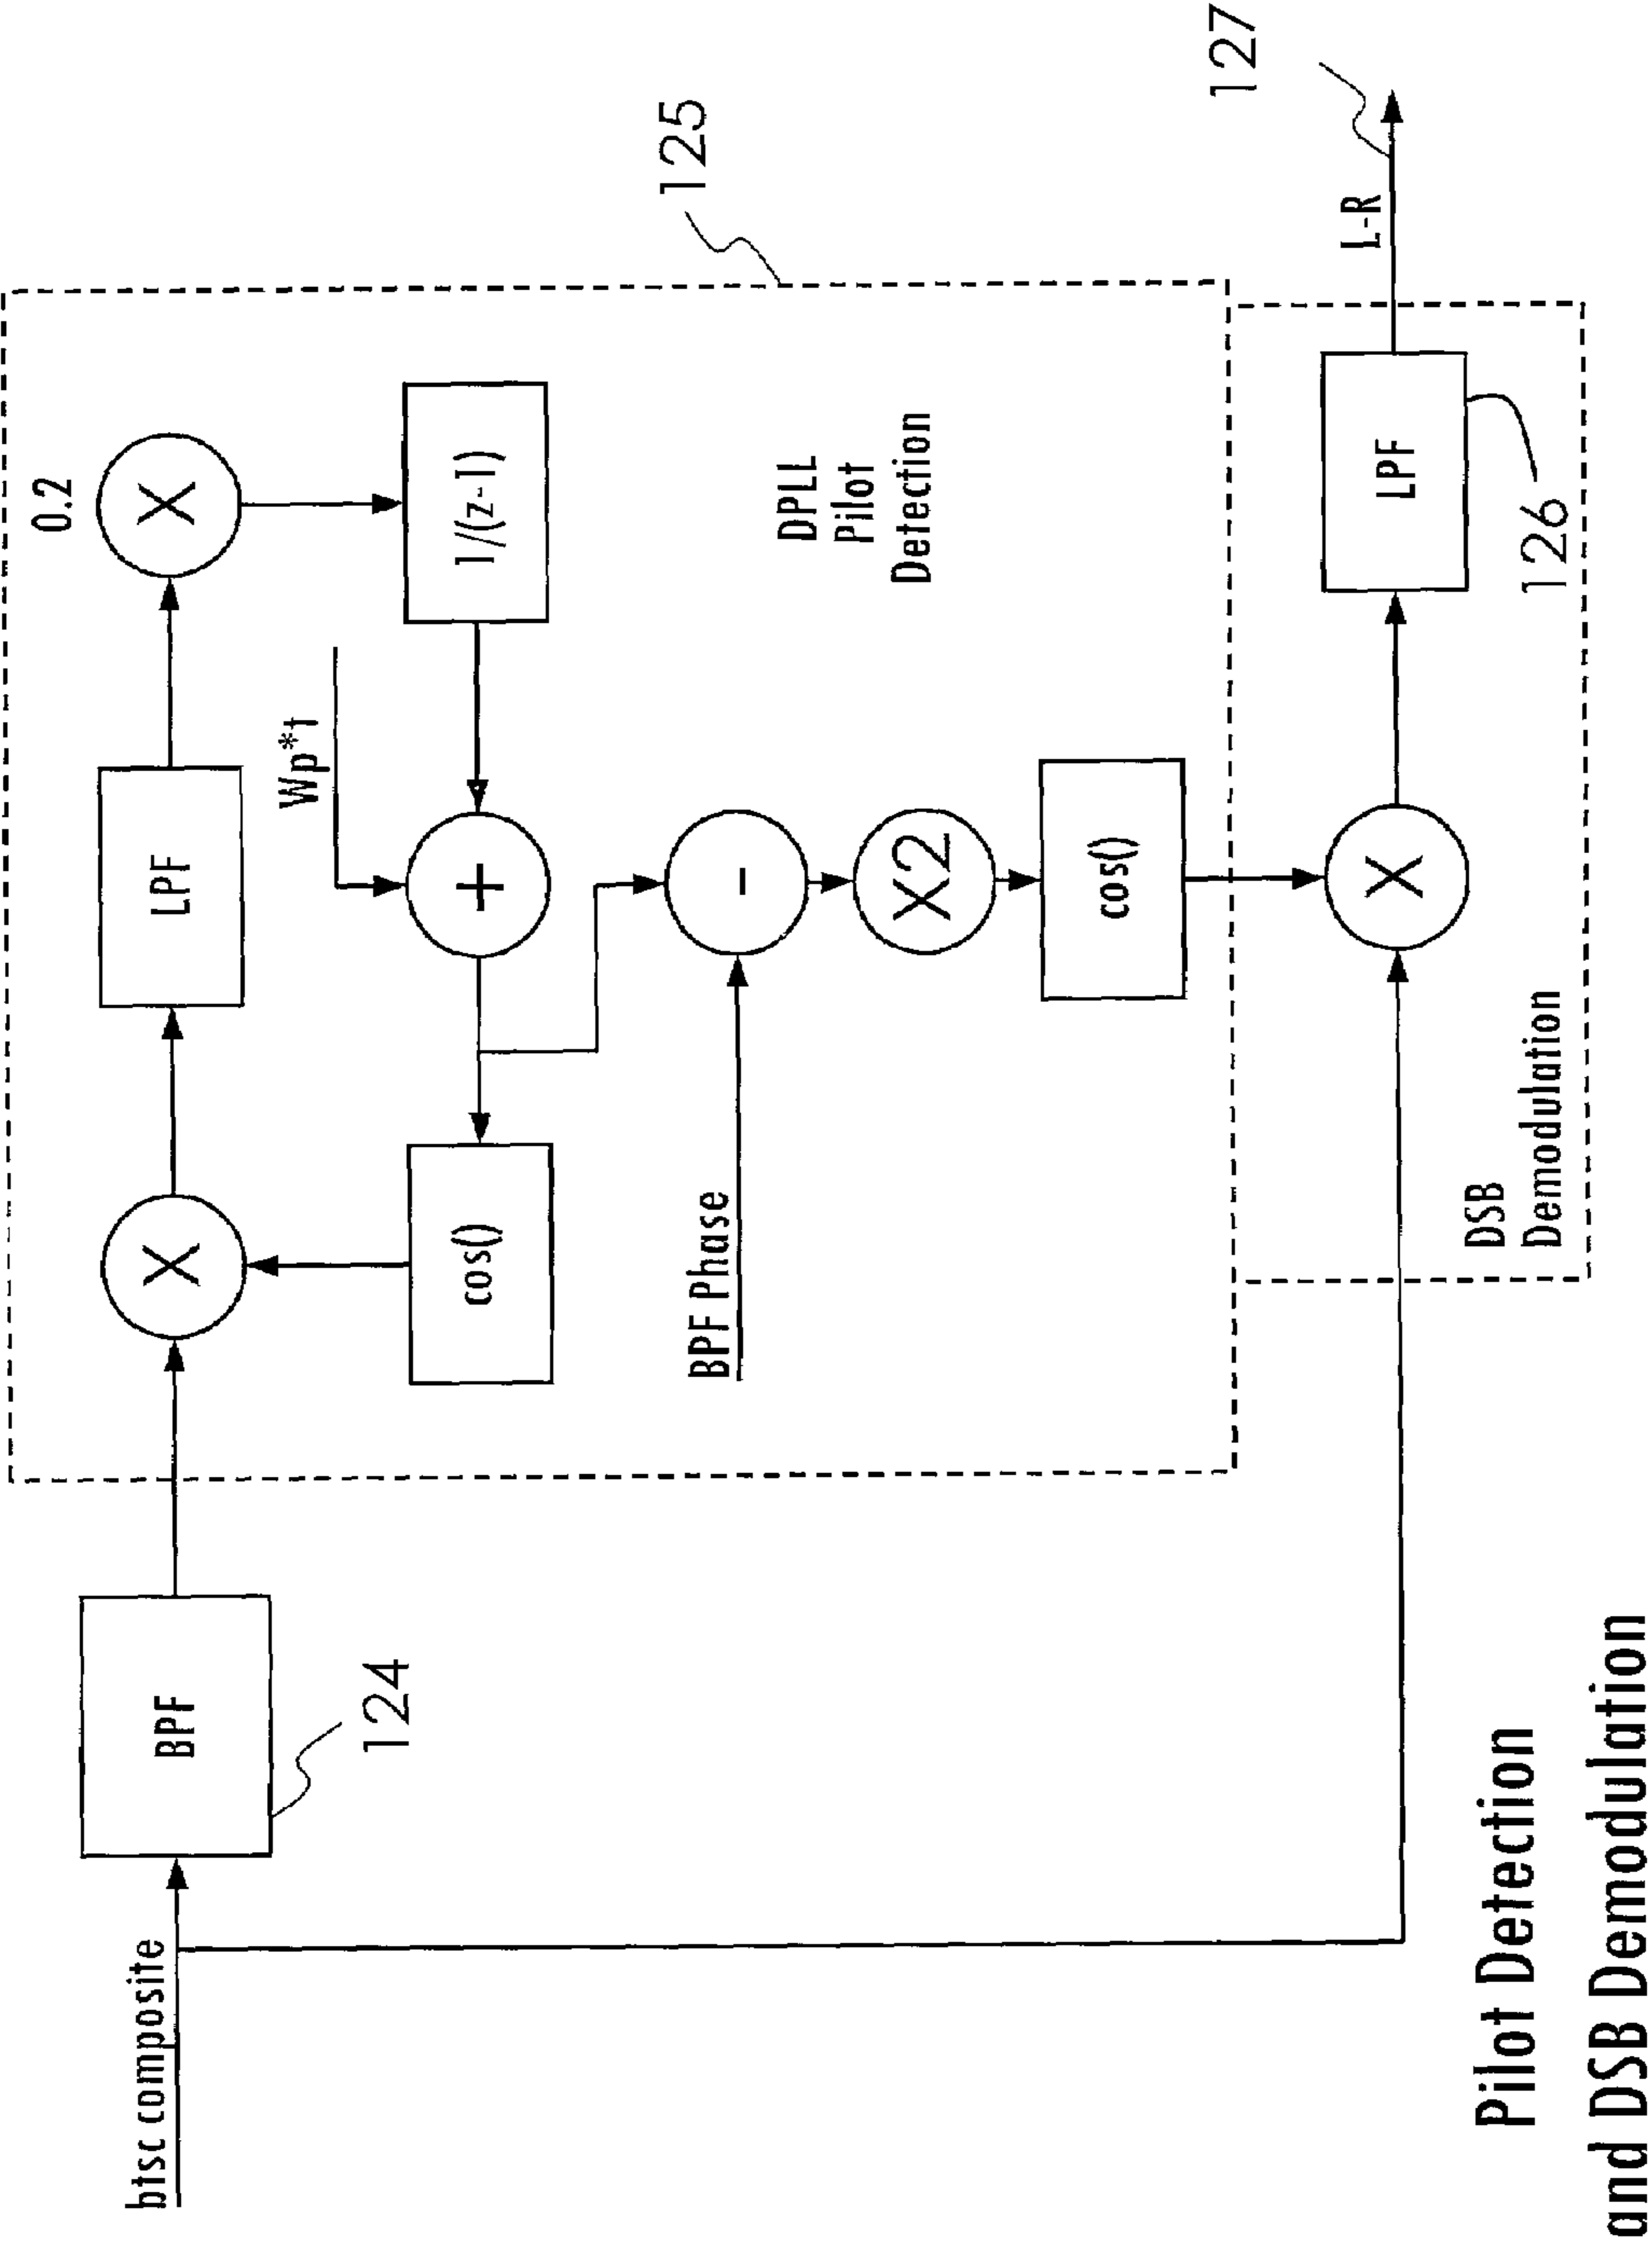 btsc composite
BPF
124
X
LPF
X
0.2
1/(z-1)
Wp*t
+
cos()
BPF Phase
-
X2
cos()
DPLL
Pilot
Detection
125
X
LPF
126
L-R
127
DSB
Demodulation
Pilot Detection
and DSB Demodulation